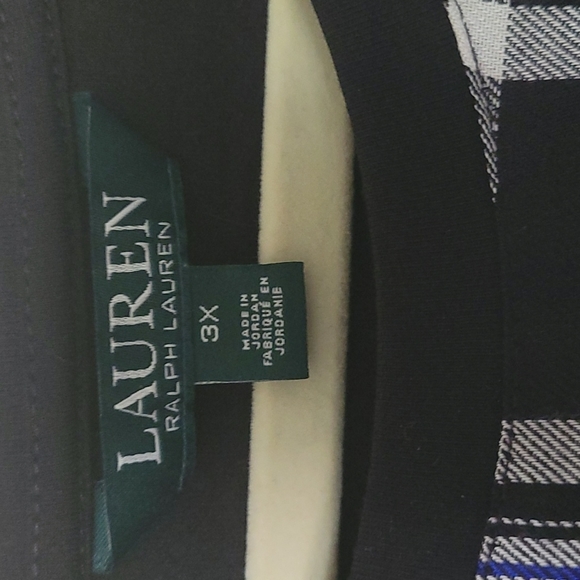 LAUREN
RALPH LAUREN
3X
MADE IN
JORDAN
FABRIQUÉ EN
JORDANIE